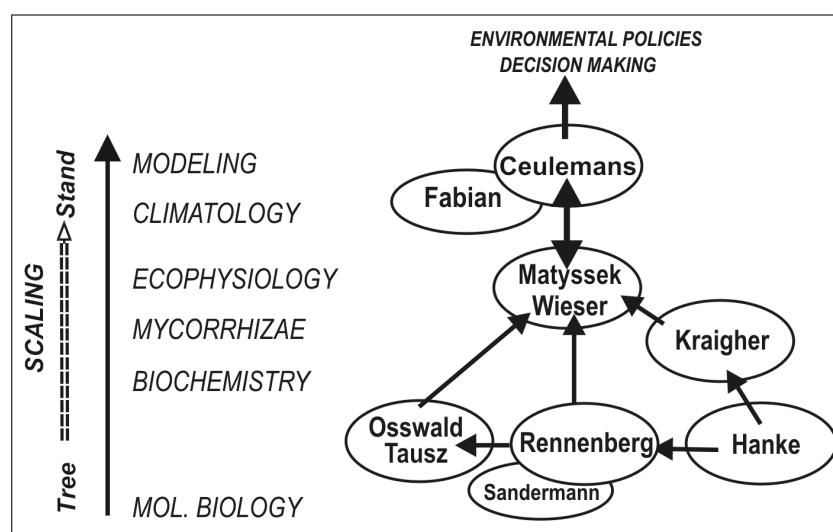 ENVIRONMENTAL POLICIES
DECISION MAKING
SCALING
Tree
Stand
MODELING
CLIMATOLOGY
ECOPHYSIOLOGY
MYCORRHIZAE
BIOCHEMISTRY
MOL. BIOLOGY
Ceulemans
Fabian
Matyssek
Wieser
Kraigher
Osswald
Tausz
Rennenberg
Hanke
Sandermann